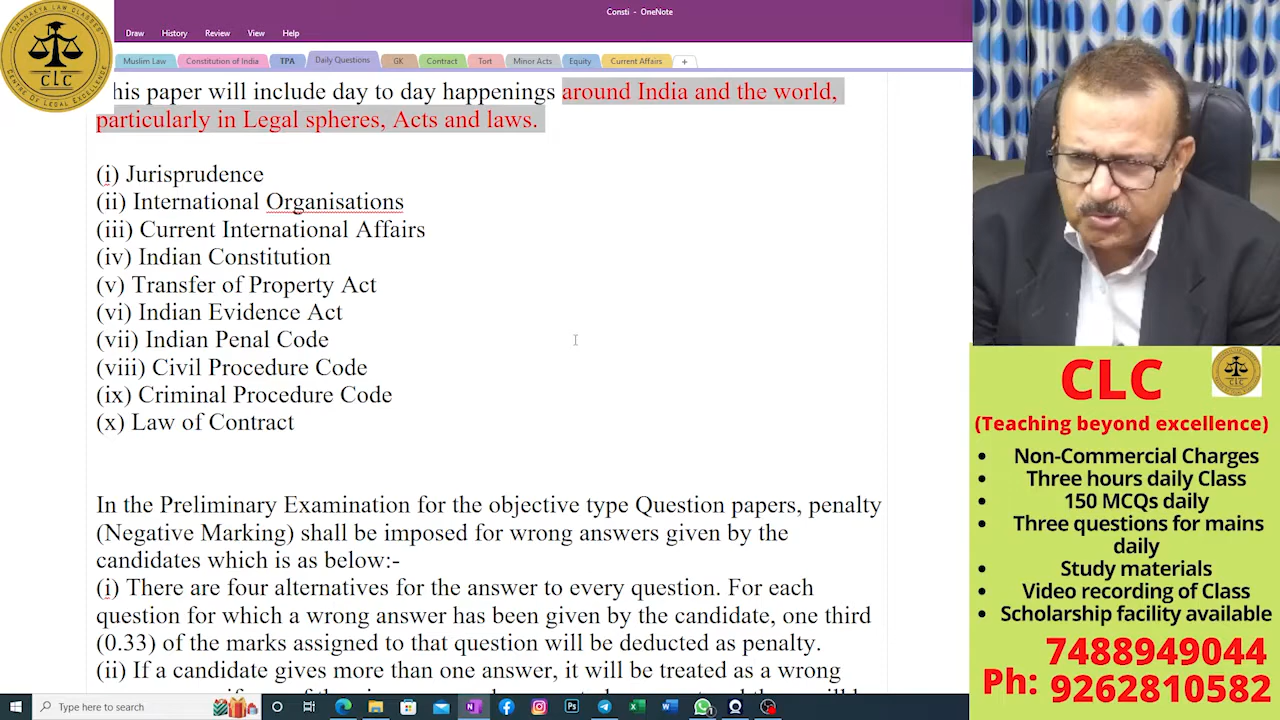 "CHANAKYA LAW CLASSES"
CLC
CENTRE OF LEGAL EXCELLENCE
Consti - OneNote
Draw History Review View Help
Muslim Law Constitution of India TPA Daily Questions GK Contract Tort Minor Acts Equity Current Affairs +
his paper will include day to day happenings around India and the world,
particularly in Legal spheres, Acts and laws.
(i) Jurisprudence
(ii) International Organisations
(iii) Current International Affairs
(iv) Indian Constitution
(v) Transfer of Property Act
(vi) Indian Evidence Act
(vii) Indian Penal Code
(viii) Civil Procedure Code
(ix) Criminal Procedure Code
(x) Law of Contract
In the Preliminary Examination for the objective type Question papers, penalty
(Negative Marking) shall be imposed for wrong answers given by the
candidates which is as below:-
(i) There are four alternatives for the answer to every question. For each
question for which a wrong answer has been given by the candidate, one third
(0.33) of the marks assigned to that question will be deducted as penalty.
(ii) If a candidate gives more than one answer, it will be treated as a wrong
Type here to search
CLC
CLC
(Teaching beyond excellence)
• Non-Commercial Charges
• Three hours daily Class
• 150 MCQs daily
• Three questions for mains
daily
• Study materials
• Video recording of Class
• Scholarship facility available
Ph: 7488949044
9262810582